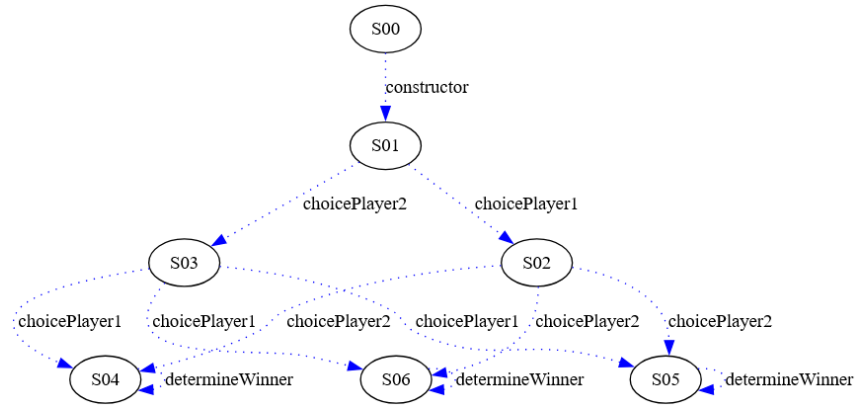 S00
constructor
S01
choicePlayer2
choicePlayer1
S03
S02
choicePlayer1
choicePlayer1
choicePlayer2
choicePlayer1
choicePlayer2
choicePlayer2
S04
determineWinner
S06
determineWinner
S05
determineWinner